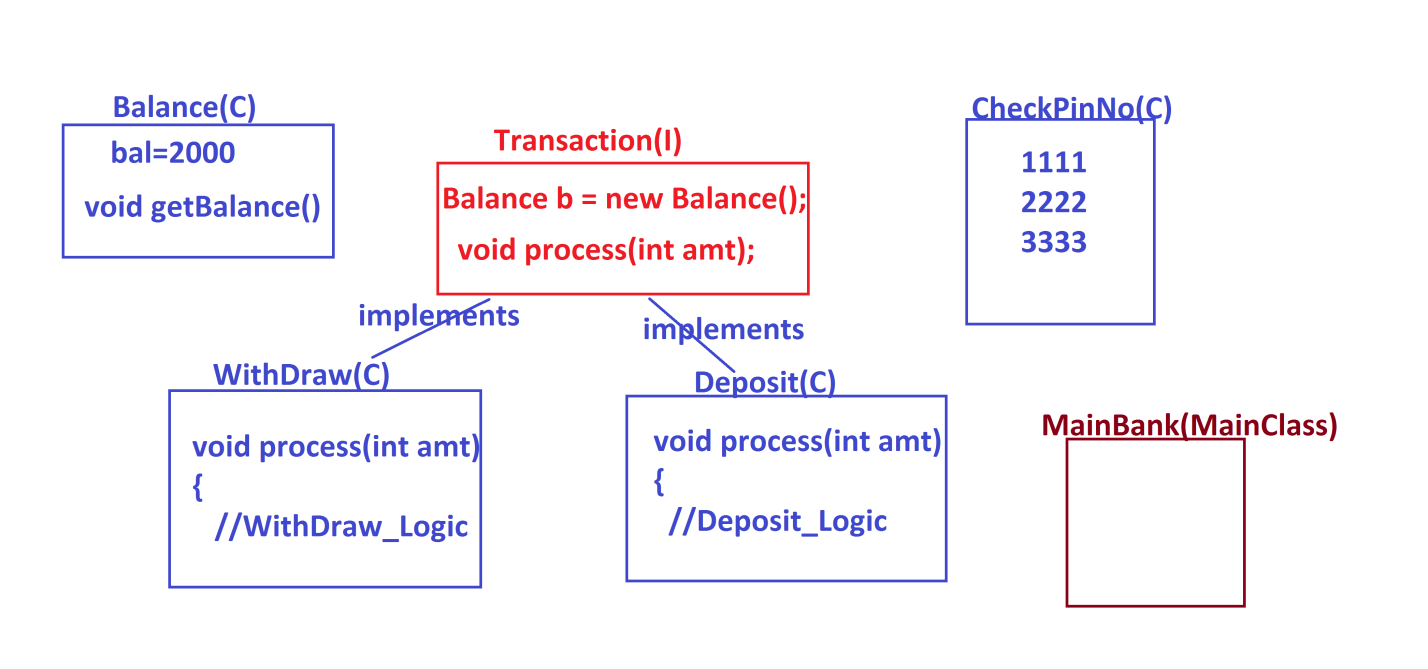 Balance(C)
bal=2000
void getBalance()
Transaction(I)
Balance b = new Balance();
void process(int amt);
CheckPinNo(C)
1111
2222
3333
implements
implements
WithDraw(C)
void process(int amt)
{
//WithDraw_Logic
Deposit(C)
void process(int amt)
{
//Deposit_Logic
MainBank(MainClass)